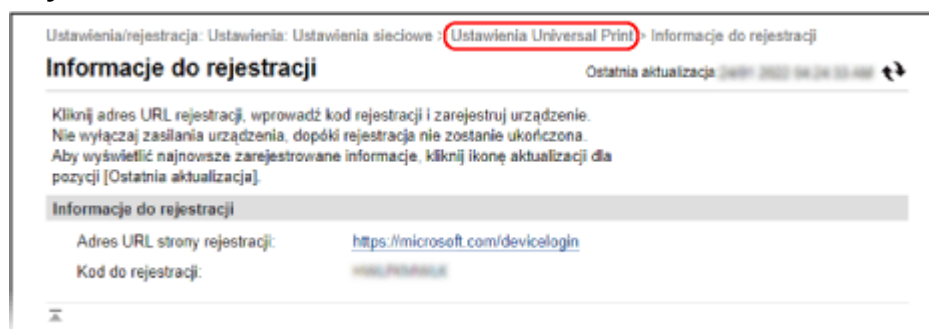 Ustawienia/rejestracja: Ustawienia: Ustawienia sieciowe > Ustawienia Universal Print > Informacje do rejestracji
Informacje do rejestracji
Ostatnia aktualizacja:
Kliknij adres URL rejestracji, wprowadź kod rejestracji i zarejestruj urządzenie.
Nie wyłączaj zasilania urządzenia, dopóki rejestracja nie zostanie ukończona.
Aby wyświetlić najnowsze zarejestrowane informacje, kliknij ikonę aktualizacji dla
pozycji [Ostatnia aktualizacja].
Informacje do rejestracji
Adres URL strony rejestracji: https://microsoft.com/devicelogin
Kod do rejestracji: